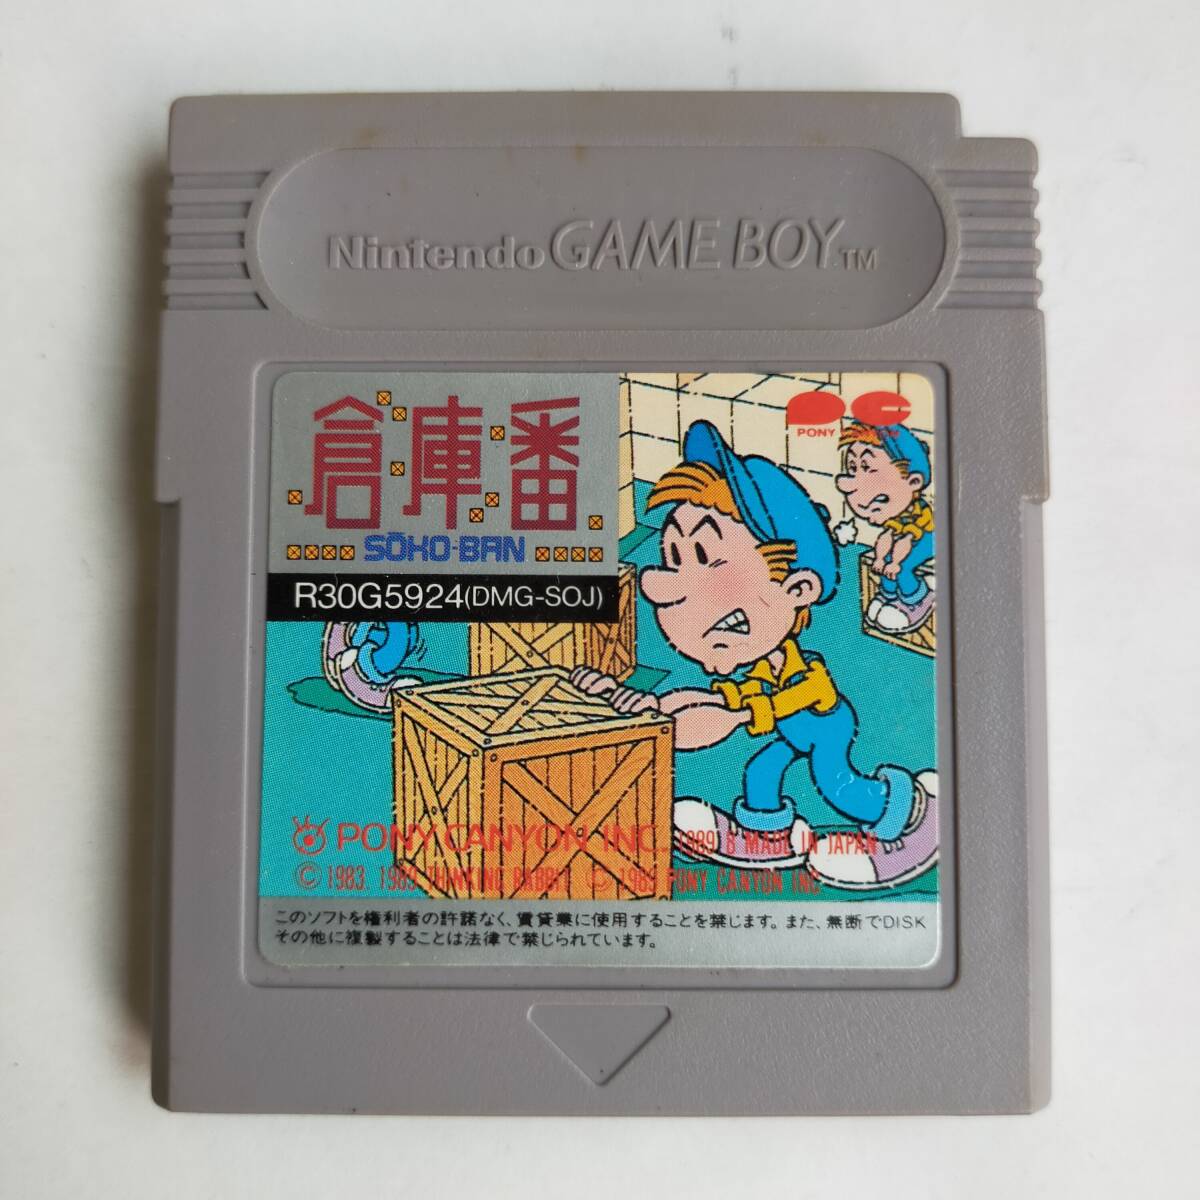 Nintendo GAME BOY TM
倉庫番
SŌKO-BAN
R30G5924(DMG-SOJ)
PC
PONY CANYON
PONY CANYON INC. 1989 8 MADE IN JAPAN
© 1983. 1989 THINKING RABBIT © 1989 PONY CANYON INC
このソフトを権利者の許諾なく、賃貸業に使用することを禁じます。また、無断でDISK
その他に複製することは法律で禁じられています。